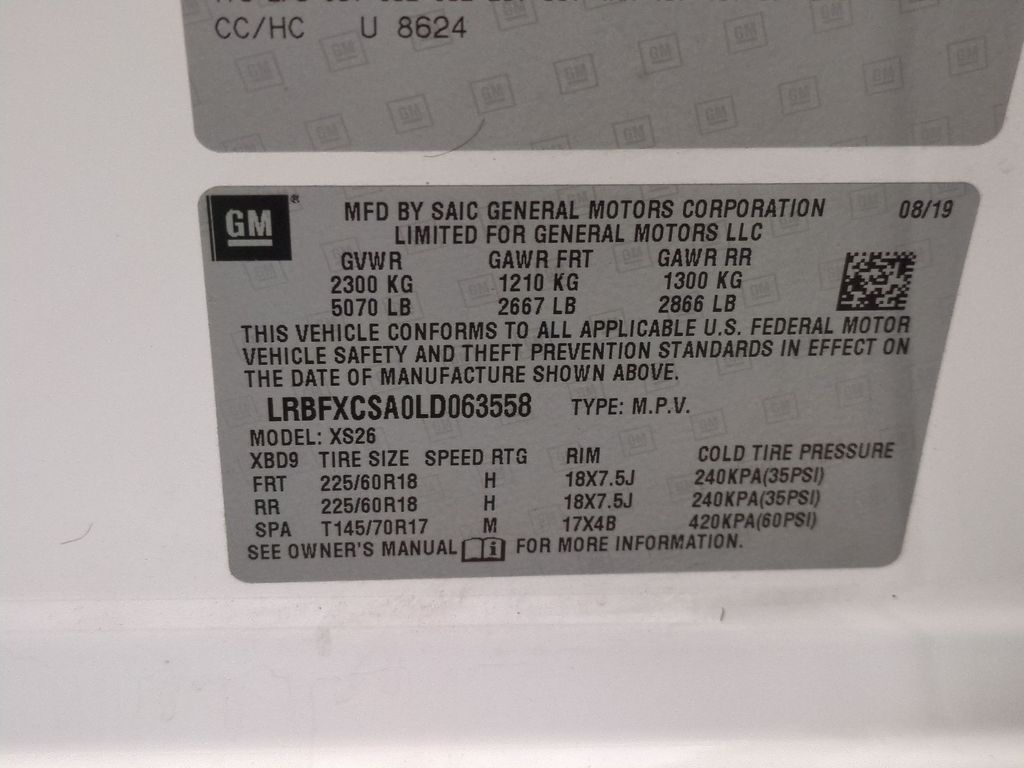 CC/HC U 8624
GM
MFD BY SAIC GENERAL MOTORS CORPORATION 08/19
LIMITED FOR GENERAL MOTORS LLC
GVWR GAWR FRT GAWR RR
2300 KG 1210 KG 1300 KG
5070 LB 2667 LB 2866 LB
THIS VEHICLE CONFORMS TO ALL APPLICABLE U.S. FEDERAL MOTOR
VEHICLE SAFETY AND THEFT PREVENTION STANDARDS IN EFFECT ON
THE DATE OF MANUFACTURE SHOWN ABOVE.
LRBFXCSA0LD063558 TYPE: M.P.V.
MODEL: XS26
XBD9 TIRE SIZE SPEED RTG RIM COLD TIRE PRESSURE
FRT 225/60R18 H 18X7.5J 240KPA(35PSI)
RR 225/60R18 H 18X7.5J 240KPA(35PSI)
SPA T145/70R17 M 17X4B 420KPA(60PSI)
SEE OWNER'S MANUAL FOR MORE INFORMATION.